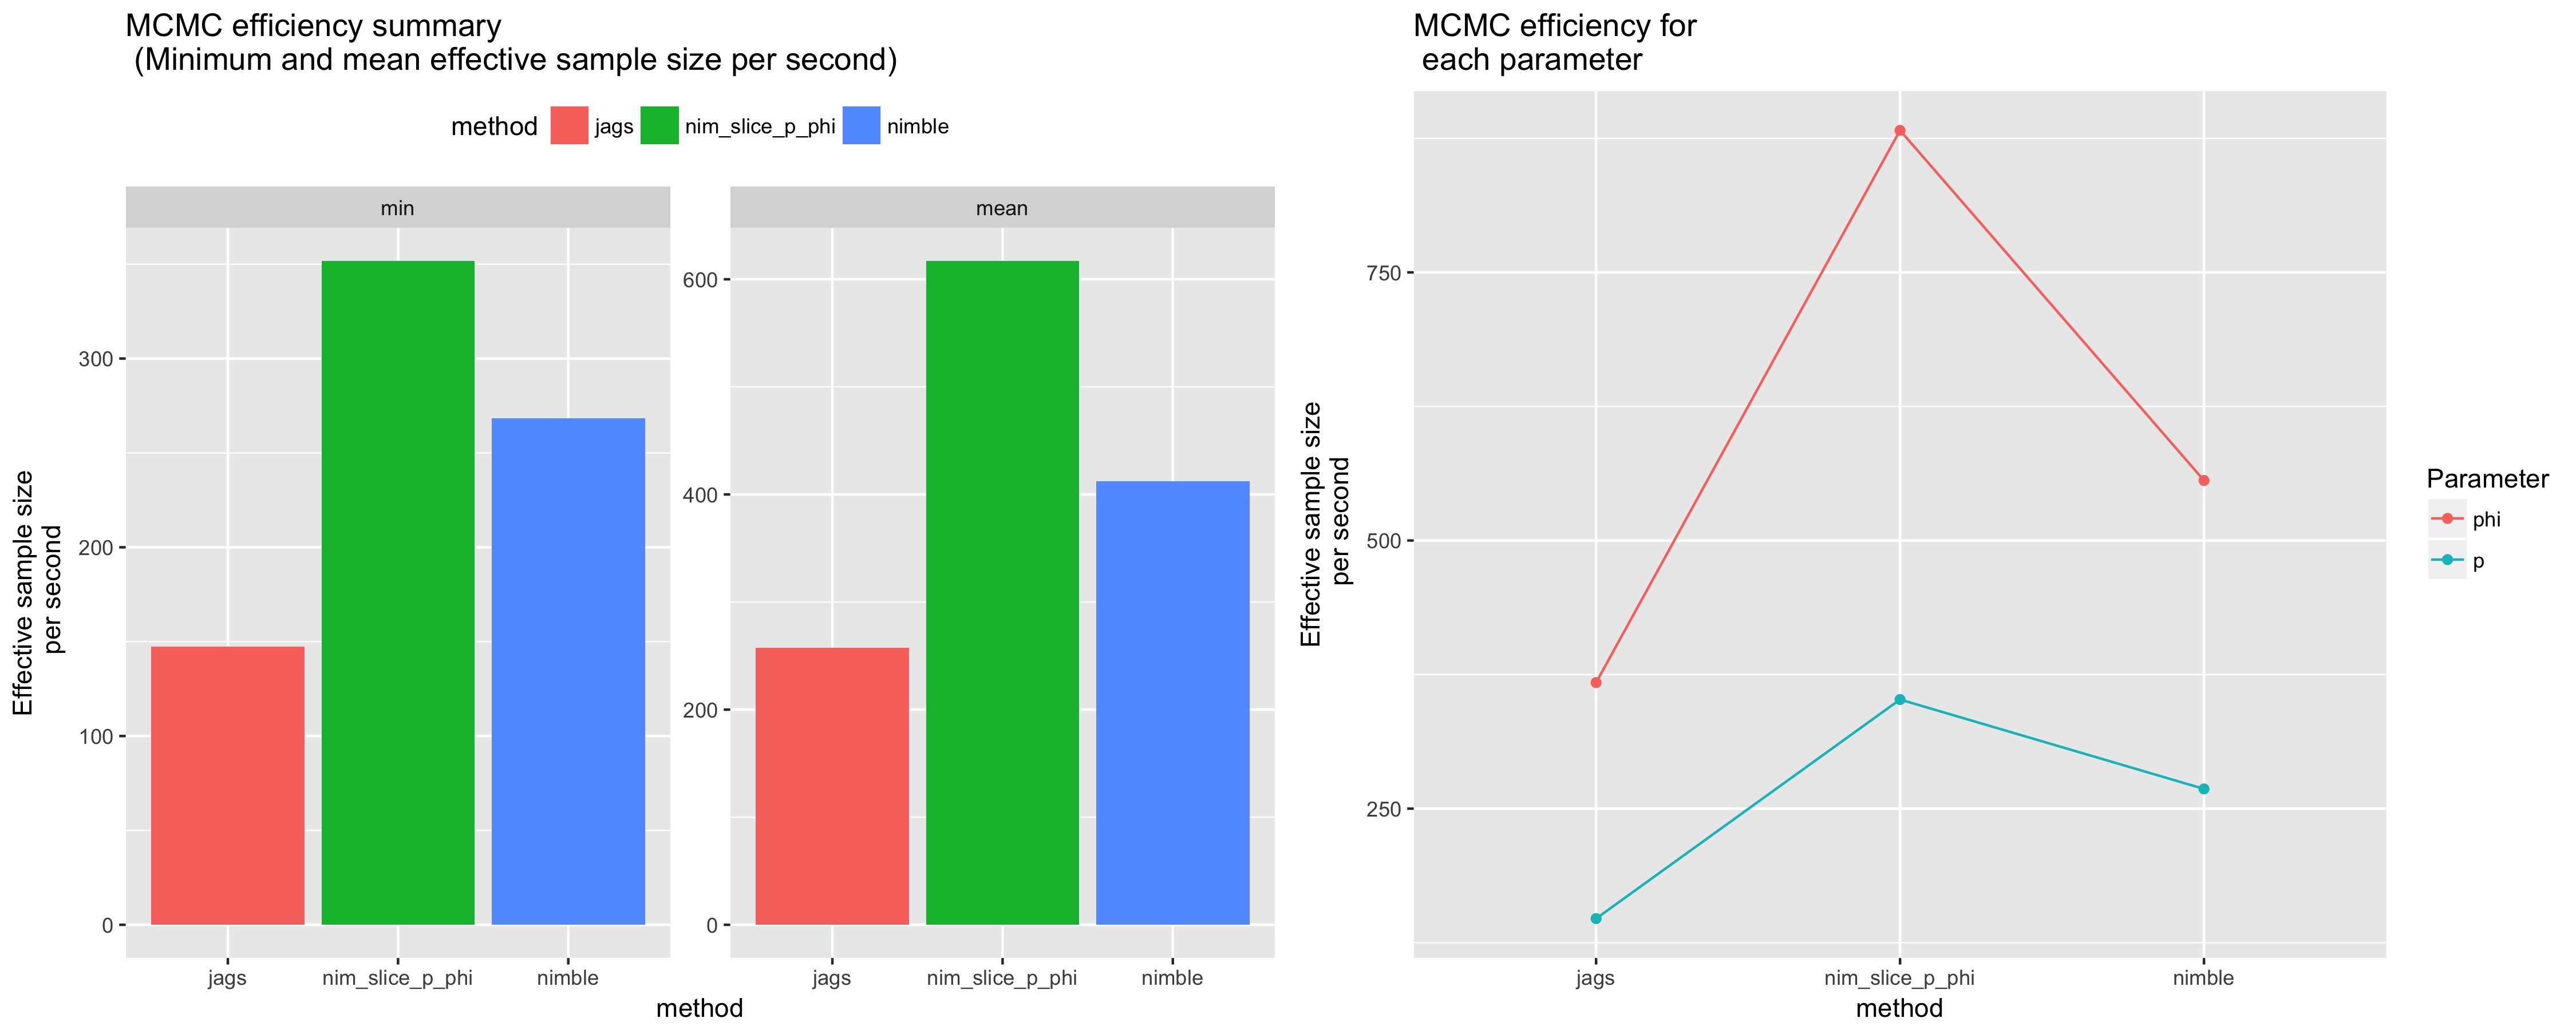 MCMC efficiency summary
(Minimum and mean effective sample size per second)
method jags nim_slice_p_phi nimble
min
mean
Effective sample size
per second
300
200
100
0
600
400
200
0
jags nim_slice_p_phi nimble
jags nim_slice_p_phi nimble
method
MCMC efficiency for
each parameter
Effective sample size
per second
750
500
250
jags nim_slice_p_phi nimble
method
Parameter
phi
p